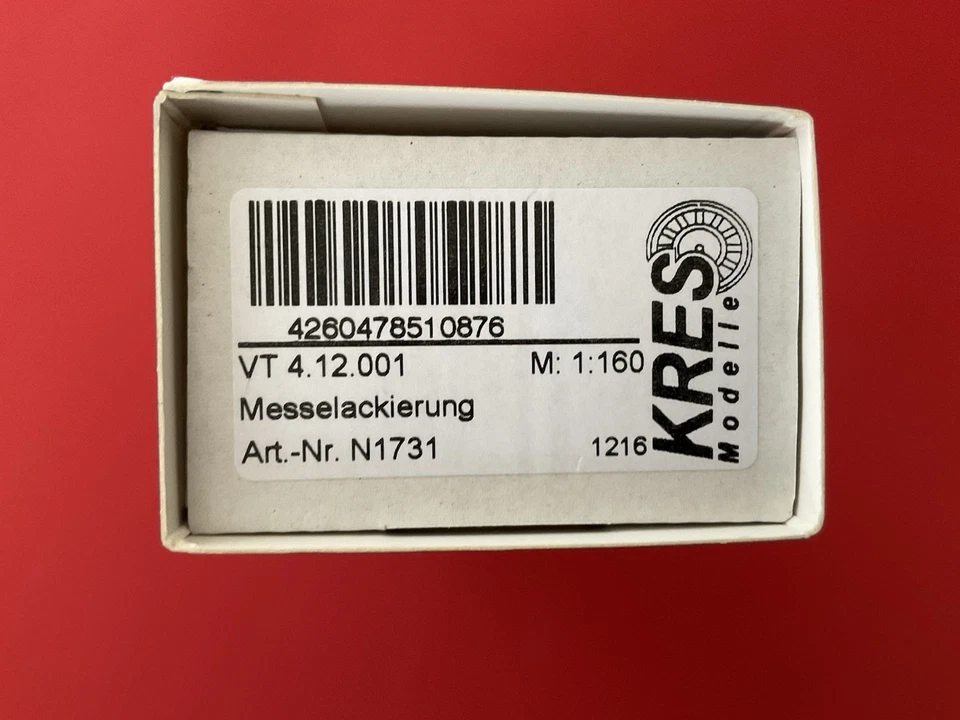 4260478510876
VT 4.12.001 M: 1:160
Messelackierung
Art.-Nr. N1731 1216
KRES
Modelle